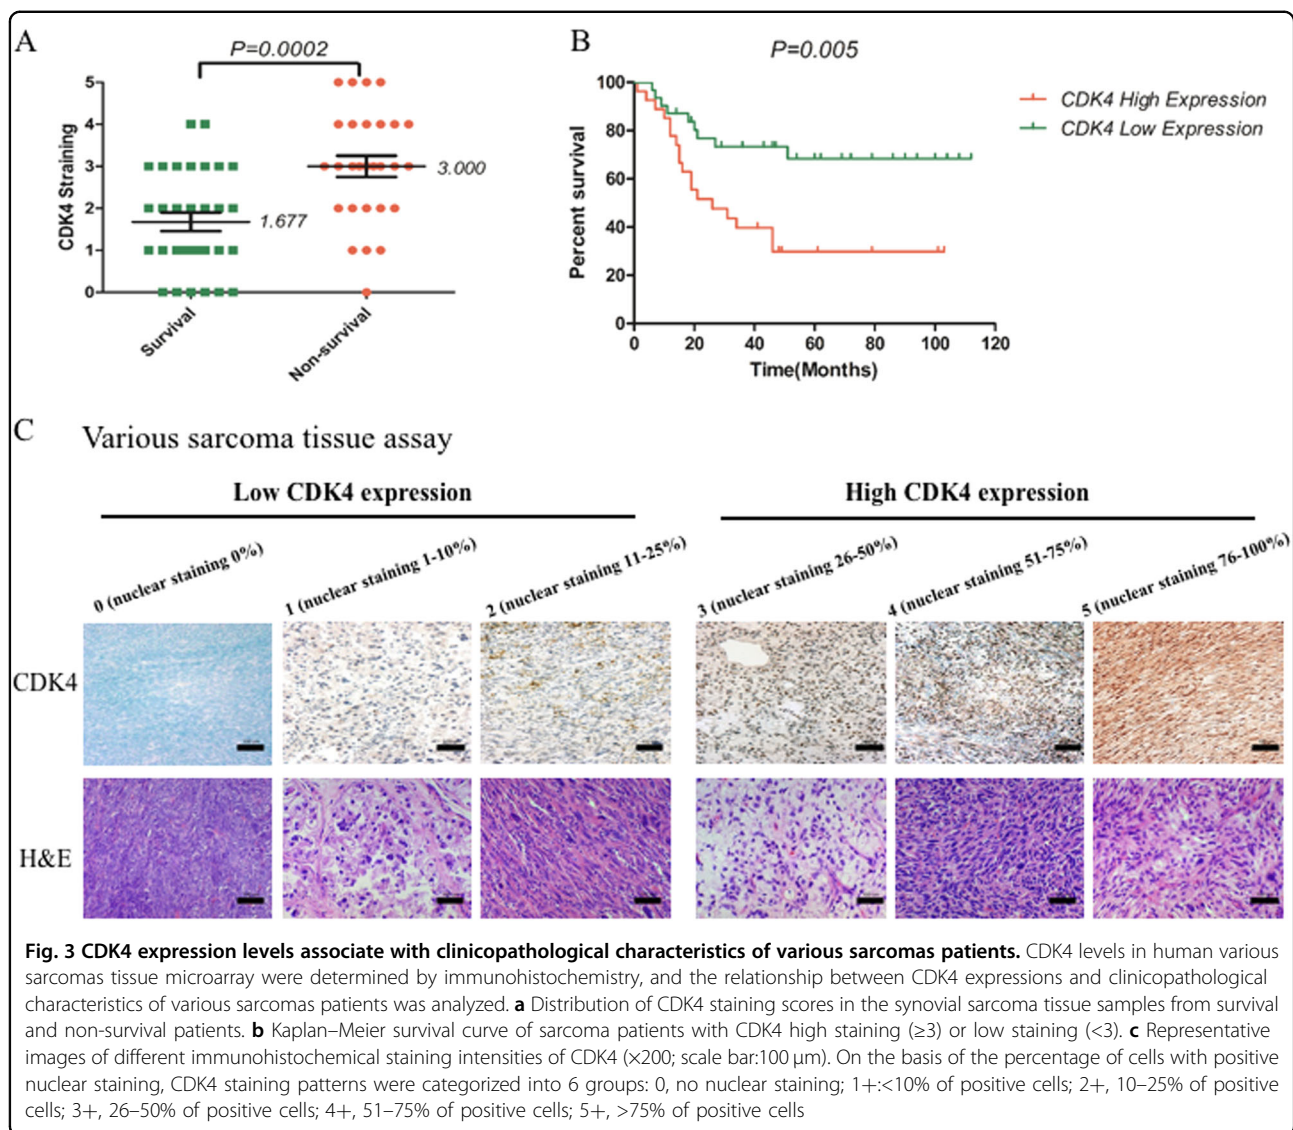 A
P=0.0002
CDK4 Straining
5
4
3
2
1
0
1.677
3.000
Survival
Non-survival
B
P=0.005
Percent survival
100
80
60
40
20
0
0 20 40 60 80 100 120
Time(Months)
CDK4 High Expression
CDK4 Low Expression
C Various sarcoma tissue assay
Low CDK4 expression
High CDK4 expression
0 (nuclear staining 0%)
1 (nuclear staining 1-10%)
2 (nuclear staining 11-25%)
3 (nuclear staining 26-50%)
4 (nuclear staining 51-75%)
5 (nuclear staining 76-100%)
CDK4
H&E
Fig. 3 CDK4 expression levels associate with clinicopathological characteristics of various sarcomas patients. CDK4 levels in human various
sarcomas tissue microarray were determined by immunohistochemistry, and the relationship between CDK4 expressions and clinicopathological
characteristics of various sarcomas patients was analyzed. a Distribution of CDK4 staining scores in the synovial sarcoma tissue samples from survival
and non-survival patients. b Kaplan–Meier survival curve of sarcoma patients with CDK4 high staining (≥3) or low staining (<3). c Representative
images of different immunohistochemical staining intensities of CDK4 (×200; scale bar:100 μm). On the basis of the percentage of cells with positive
nuclear staining, CDK4 staining patterns were categorized into 6 groups: 0, no nuclear staining; 1+:<10% of positive cells; 2+, 10–25% of positive
cells; 3+, 26–50% of positive cells; 4+, 51–75% of positive cells; 5+, >75% of positive cells